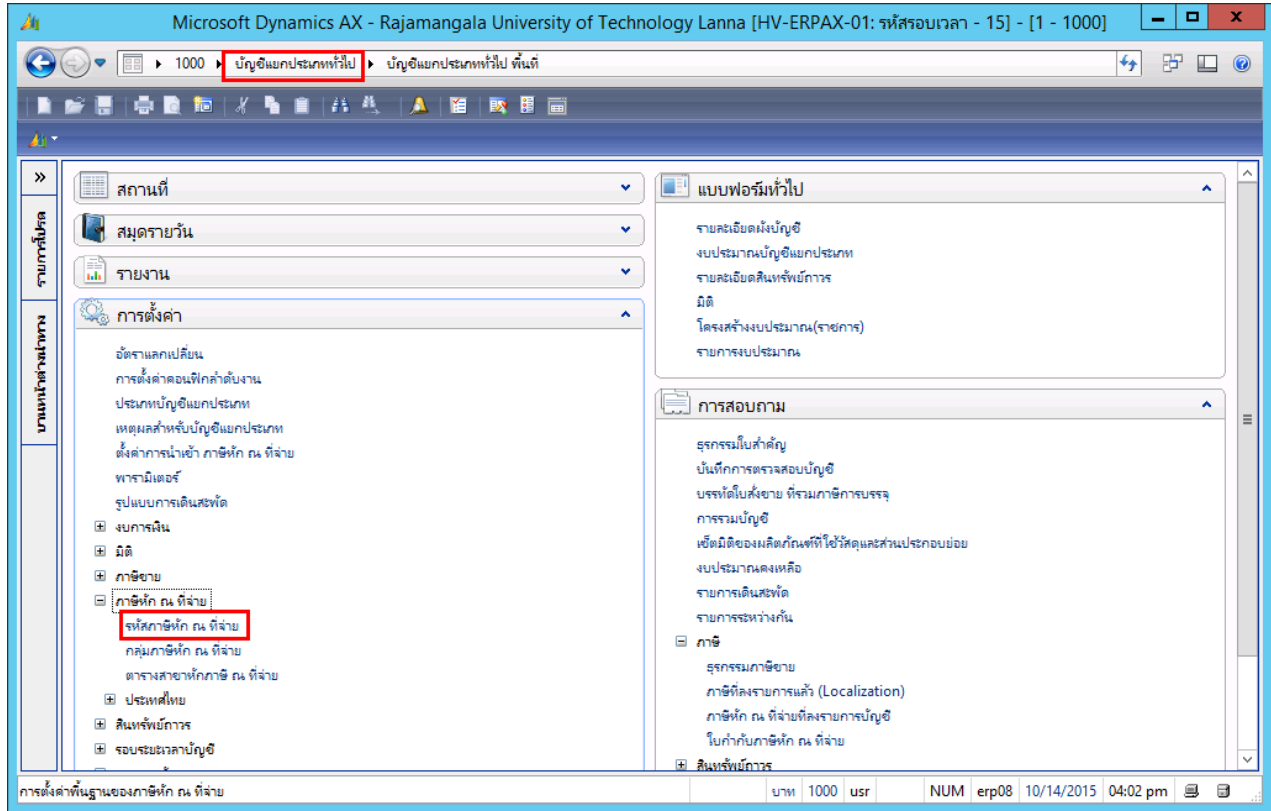 Microsoft Dynamics AX - Rajamangala University of Technology Lanna [HV-ERPAX-01: รหัสรอบเวลา - 15] - [1 - 1000]
1000 บัญชีแยกประเภททั่วไป บัญชีแยกประเภททั่วไป พื้นที่
รายการโปรด
บานหน้าต่างนำทาง
สถานที่
สมุดรายวัน
รายงาน
การตั้งค่า
อัตราแลกเปลี่ยน
การตั้งค่าคอนฟิกลำดับงาน
ประเภทบัญชีแยกประเภท
เหตุผลสำหรับบัญชีแยกประเภท
ตั้งค่าการนำเข้า ภาษีหัก ณ ที่จ่าย
พารามิเตอร์
รูปแบบการเดินสะพัด
งบการเงิน
มิติ
ภาษีขาย
ภาษีหัก ณ ที่จ่าย
รหัสภาษีหัก ณ ที่จ่าย
กลุ่มภาษีหัก ณ ที่จ่าย
ตารางสาขาหักภาษี ณ ที่จ่าย
ประเทศไทย
สินทรัพย์ถาวร
รอบระยะเวลาบัญชี
แบบฟอร์มทั่วไป
รายละเอียดผังบัญชี
งบประมาณบัญชีแยกประเภท
รายละเอียดสินทรัพย์ถาวร
มิติ
โครงสร้างงบประมาณ(ราชการ)
รายการงบประมาณ
การสอบถาม
ธุรกรรมใบสำคัญ
บันทึกการตรวจสอบบัญชี
บรรทัดใบสั่งขาย ที่รวมภาษีการบรรจุ
การรวมบัญชี
เซ็ตมิติของผลิตภัณฑ์ที่ใช้วัสดุและส่วนประกอบย่อย
งบประมาณคงเหลือ
รายการเดินสะพัด
รายการระหว่างกัน
ภาษี
ธุรกรรมภาษีขาย
ภาษีที่ลงรายการแล้ว (Localization)
ภาษีหัก ณ ที่จ่ายที่ลงรายการบัญชี
ใบกำกับภาษีหัก ณ ที่จ่าย
สินทรัพย์ถาวร
การตั้งค่าพื้นฐานของภาษีหัก ณ ที่จ่าย บาท 1000 usr NUM erp08 10/14/2015 04:02 pm